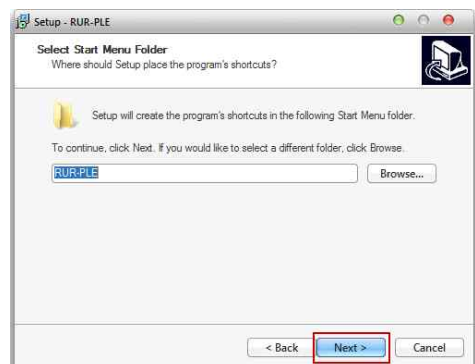 Setup - RUR-PLE
Select Start Menu Folder
Where should Setup place the program's shortcuts?
Setup will create the program's shortcuts in the following Start Menu folder.
To continue, click Next. If you would like to select a different folder, click Browse.
RUR-PLE Browse...
< Back Next > Cancel